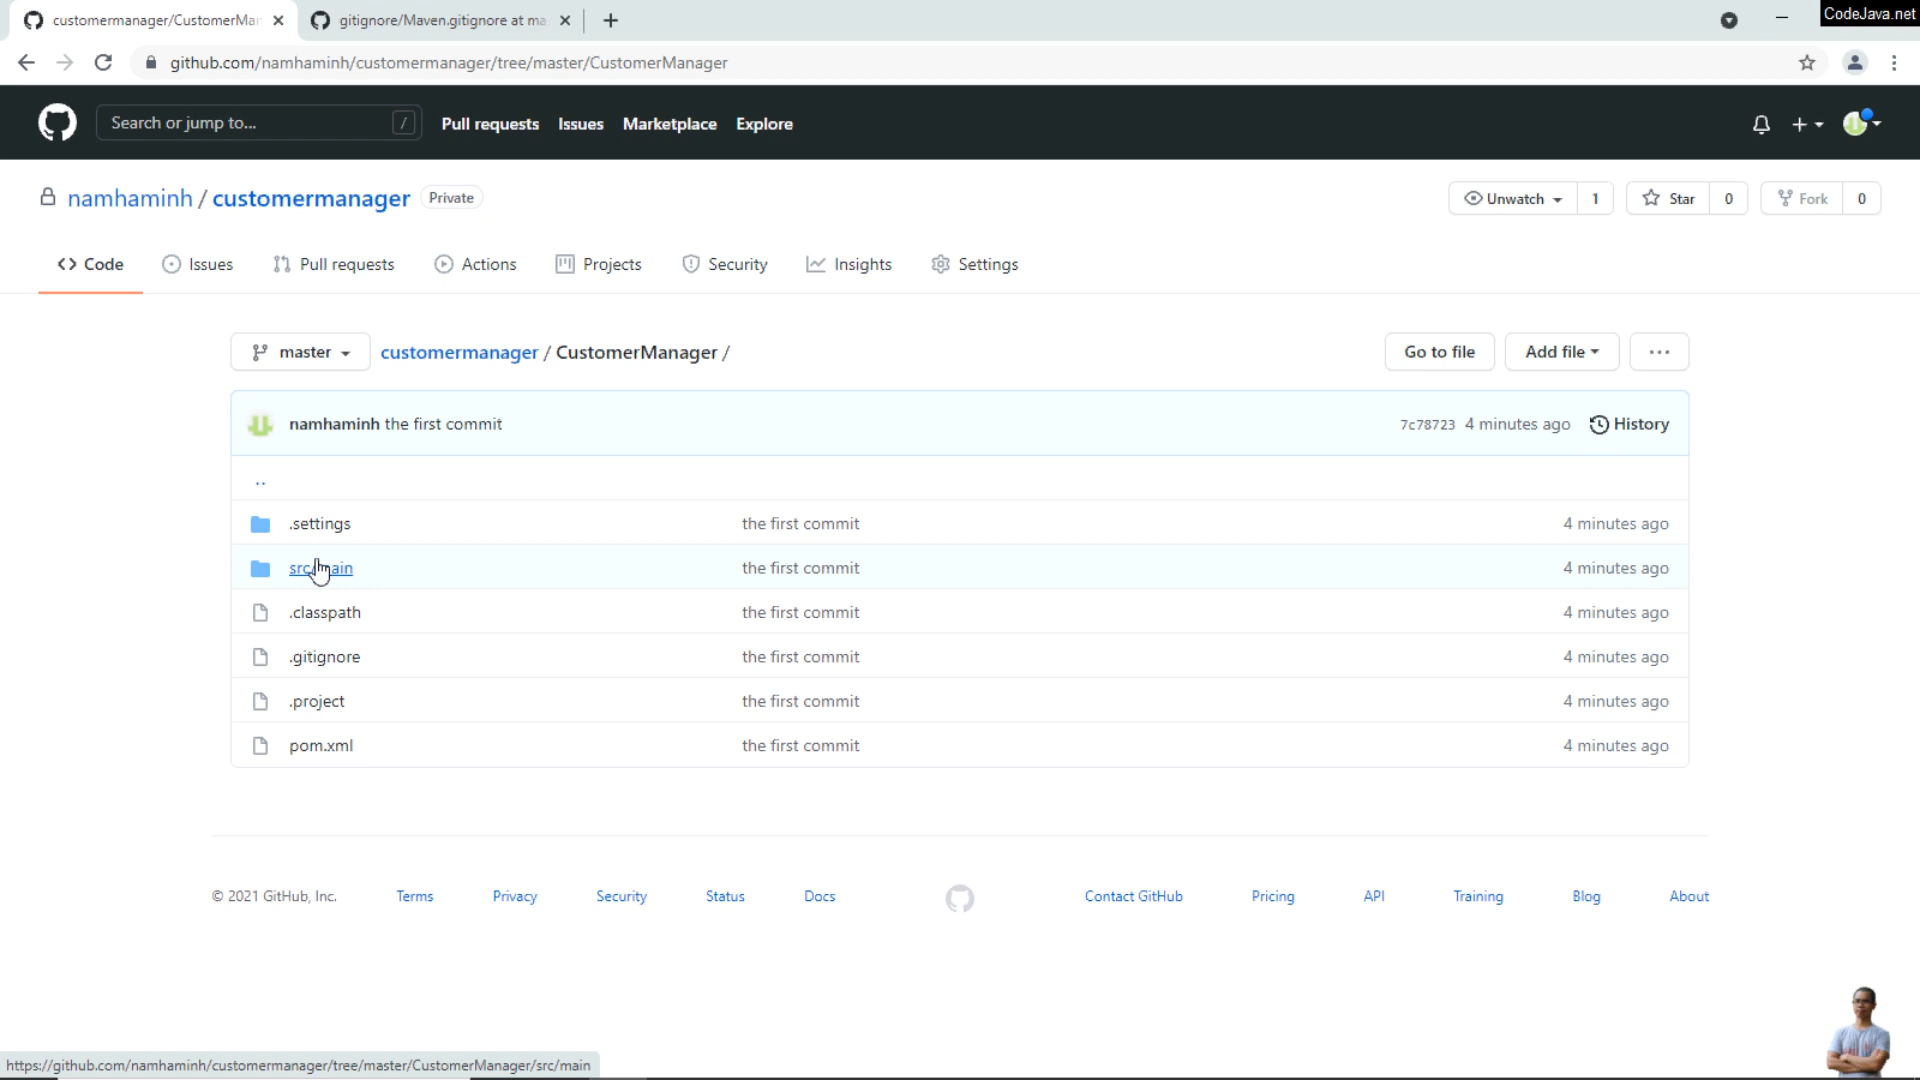 customermanager/CustomerMan
gitignore/Maven.gitignore at ma
CodeJava.net
github.com/namhaminh/customermanager/tree/master/CustomerManager
Search or jump to...
/
Pull requests
Issues
Marketplace
Explore
namhaminh / customermanager
Private
Unwatch
1
Star
0
Fork
0
Code
Issues
Pull requests
Actions
Projects
Security
Insights
Settings
master
customermanager / CustomerManager /
Go to file
Add file
namhaminh the first commit
7c78723 4 minutes ago
History
..
.settings
the first commit
4 minutes ago
src/main
the first commit
4 minutes ago
.classpath
the first commit
4 minutes ago
.gitignore
the first commit
4 minutes ago
.project
the first commit
4 minutes ago
pom.xml
the first commit
4 minutes ago
© 2021 GitHub, Inc.
Terms
Privacy
Security
Status
Docs
Contact GitHub
Pricing
API
Training
Blog
About
https://github.com/namhaminh/customermanager/tree/master/CustomerManager/src/main